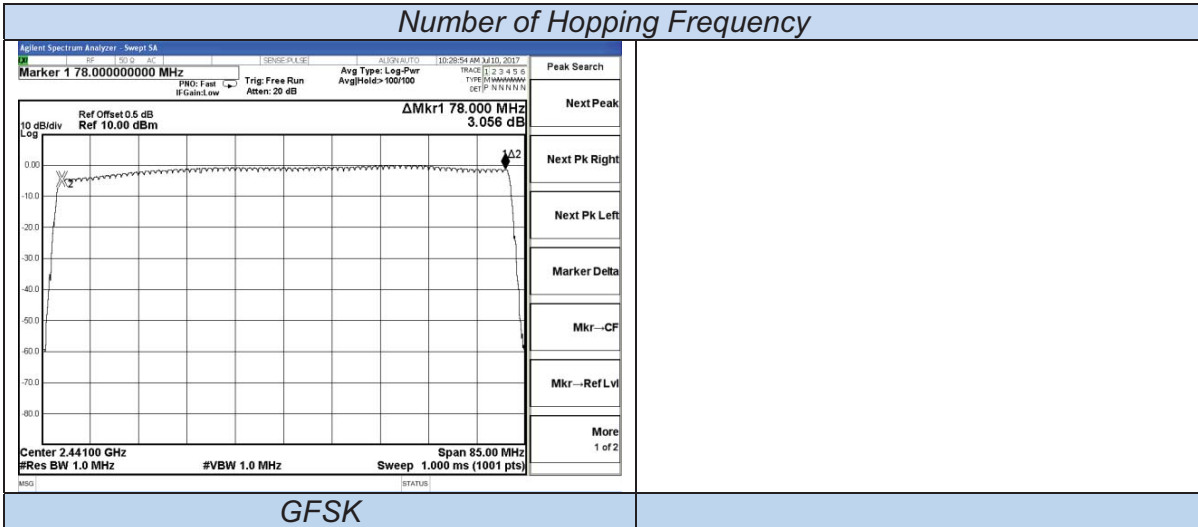 Number of Hopping Frequency
Agilent Spectrum Analyzer - Swept SA
LXI RF 50 Ω AC SENSE:PULSE ALIGN AUTO 10:28:54 AM Jul 10, 2017
Marker 1 78.000000000 MHz
PNO: Fast
IFGain:Low
Trig: Free Run
Atten: 20 dB
Avg Type: Log-Pwr
Avg|Hold:> 100/100
TRACE 1 2 3 4 5 6
TYPE M
DET P N N N N N
Ref Offset 0.5 dB
10 dB/div Ref 10.00 dBm
Log
ΔMkr1 78.000 MHz
3.056 dB
1Δ2
2
0.00
-10.0
-20.0
-30.0
-40.0
-50.0
-60.0
-70.0
-80.0
Center 2.44100 GHz
Span 85.00 MHz
#Res BW 1.0 MHz
#VBW 1.0 MHz
Sweep 1.000 ms (1001 pts)
MSG
STATUS
Peak Search
Next Peak
Next Pk Right
Next Pk Left
Marker Delta
Mkr→CF
Mkr→Ref Lvl
More
1 of 2
GFSK